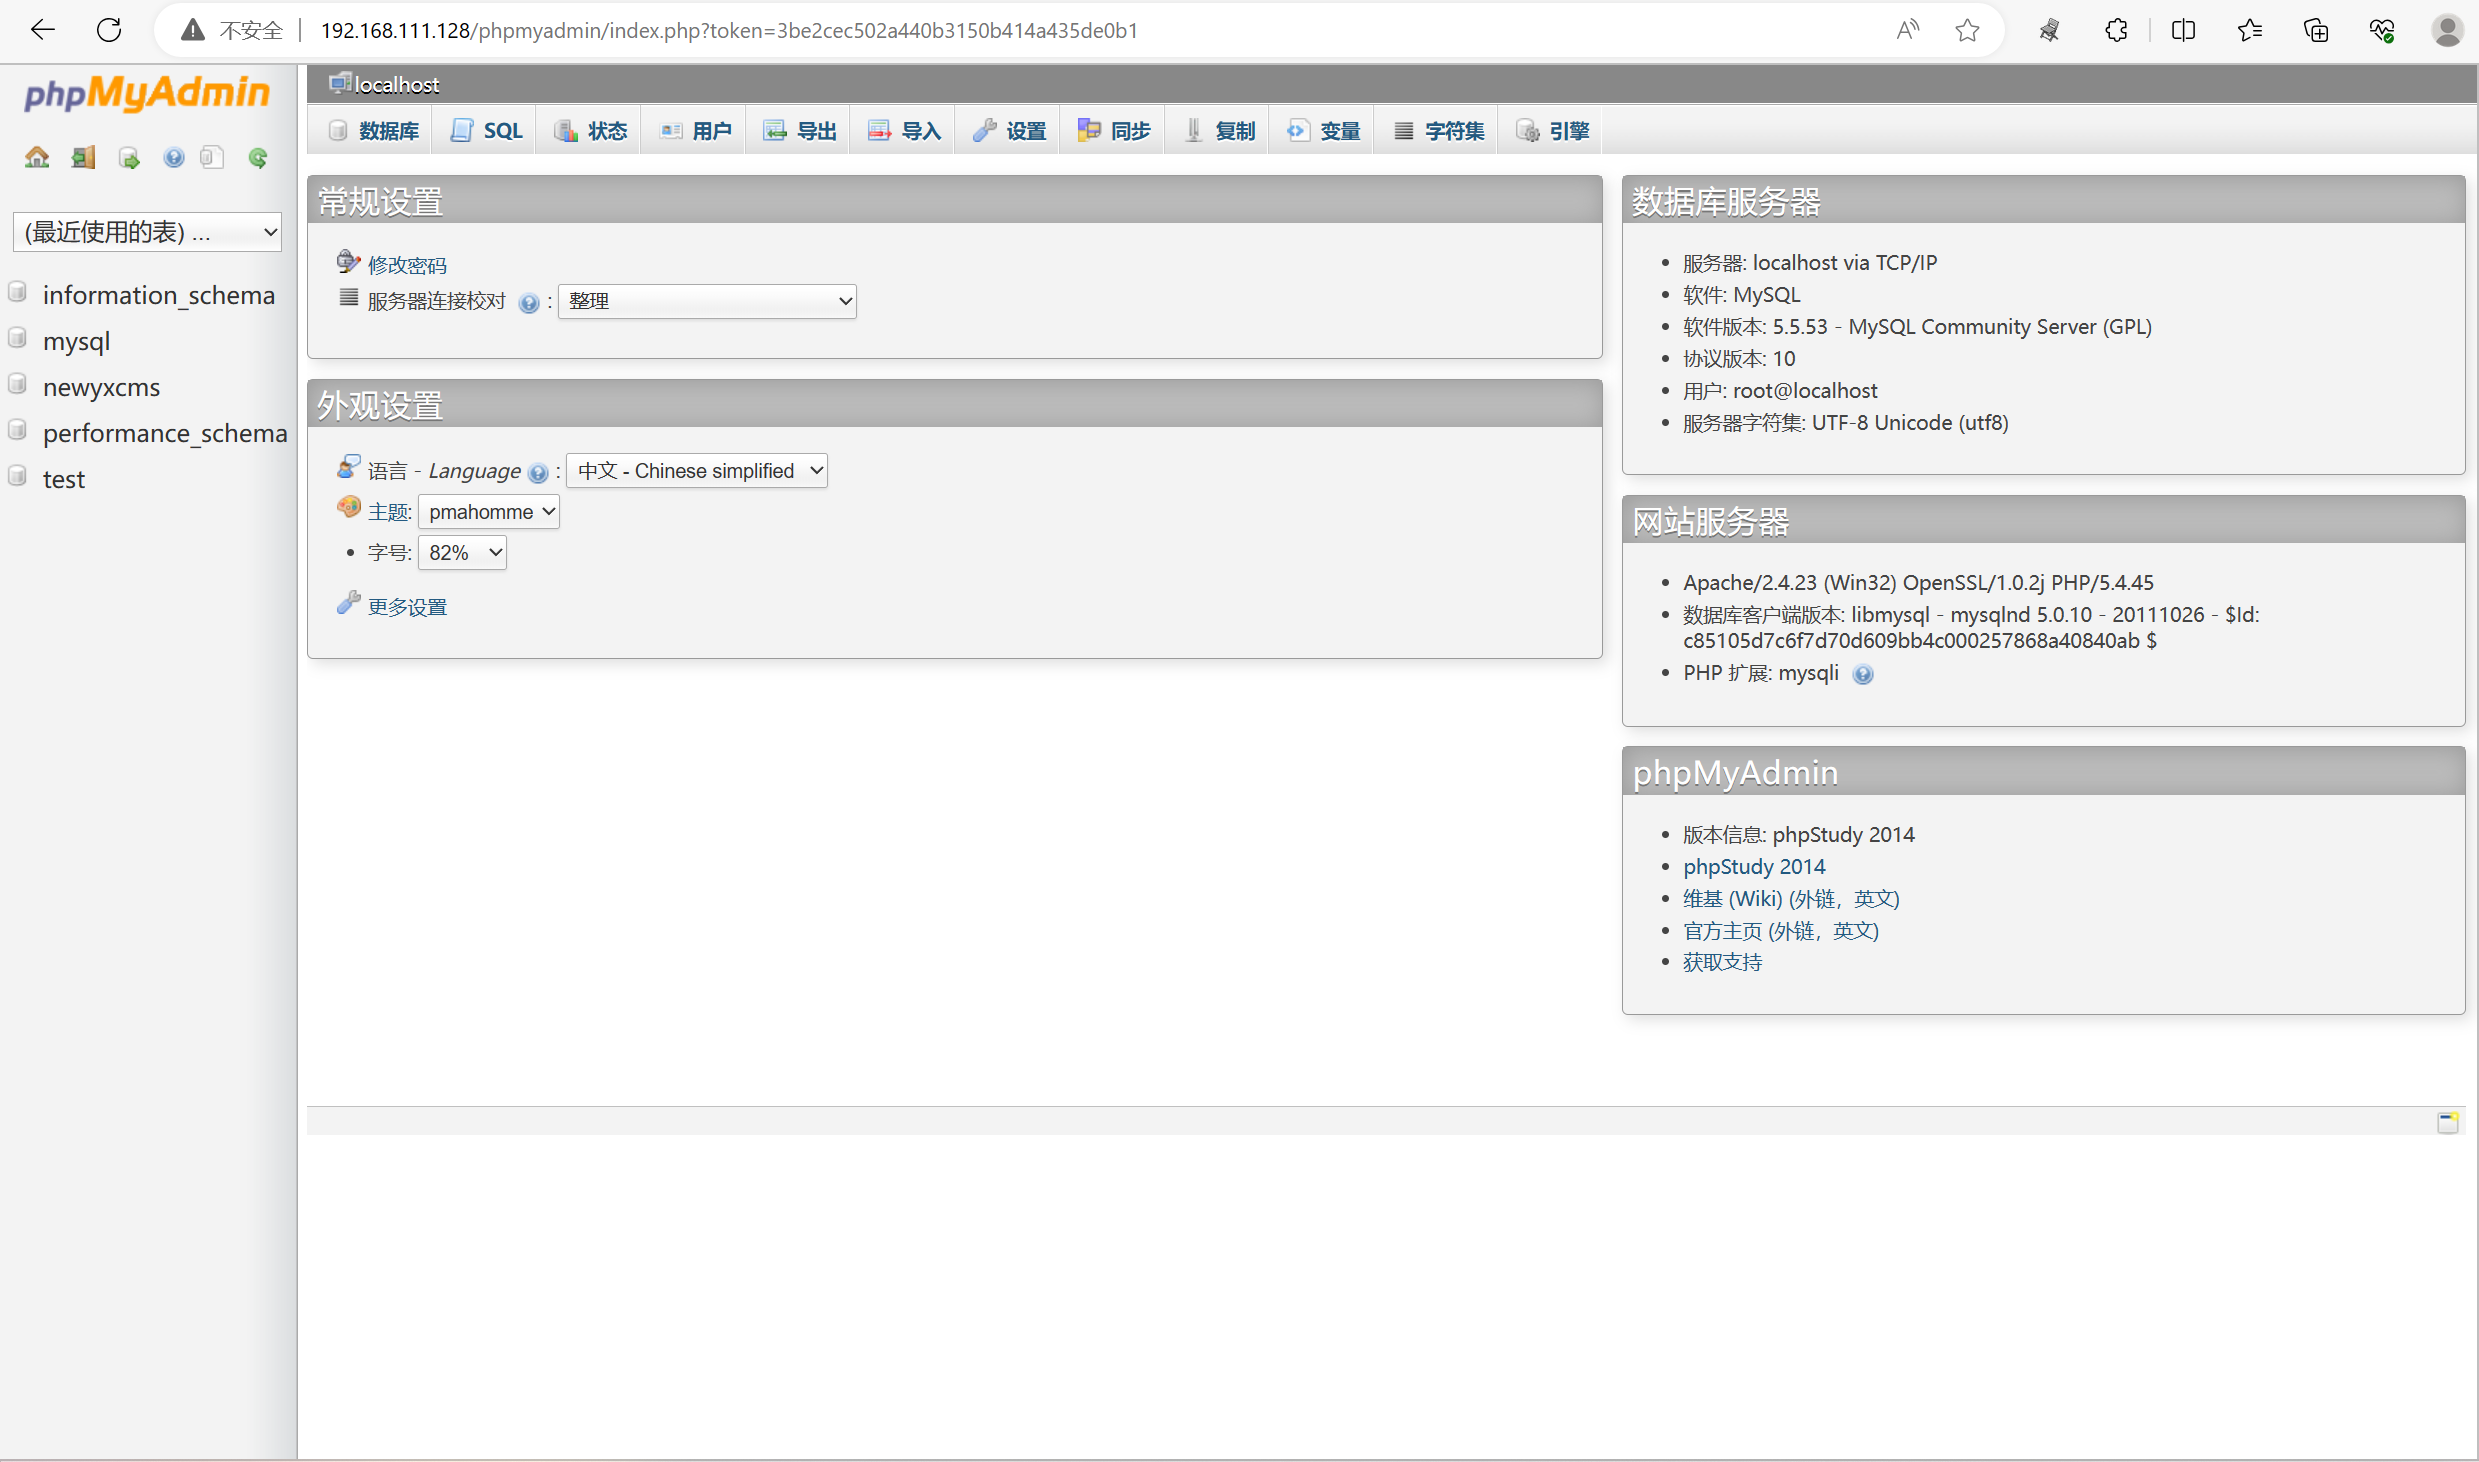 不安全 192.168.111.128/phpmyadmin/index.php?token=3be2cec502a440b3150b414a435de0b1
phpMyAdmin
(最近使用的表) ...
information_schema
mysql
newyxcms
performance_schema
test
localhost
数据库 SQL 状态 用户 导出 导入 设置 同步 复制 变量 字符集 引擎
常规设置
修改密码
服务器连接校对 : 整理
外观设置
语言 - Language : 中文 - Chinese simplified
主题: pmahomme
• 字号: 82%
更多设置
数据库服务器
• 服务器: localhost via TCP/IP
• 软件: MySQL
• 软件版本: 5.5.53 - MySQL Community Server (GPL)
• 协议版本: 10
• 用户: root@localhost
• 服务器字符集: UTF-8 Unicode (utf8)
网站服务器
• Apache/2.4.23 (Win32) OpenSSL/1.0.2j PHP/5.4.45
• 数据库客户端版本: libmysql - mysqlnd 5.0.10 - 20111026 - $Id:
c85105d7c6f7d70d609bb4c000257868a40840ab $
• PHP 扩展: mysqli
phpMyAdmin
• 版本信息: phpStudy 2014
• phpStudy 2014
• 维基 (Wiki) (外链，英文)
• 官方主页 (外链，英文)
• 获取支持